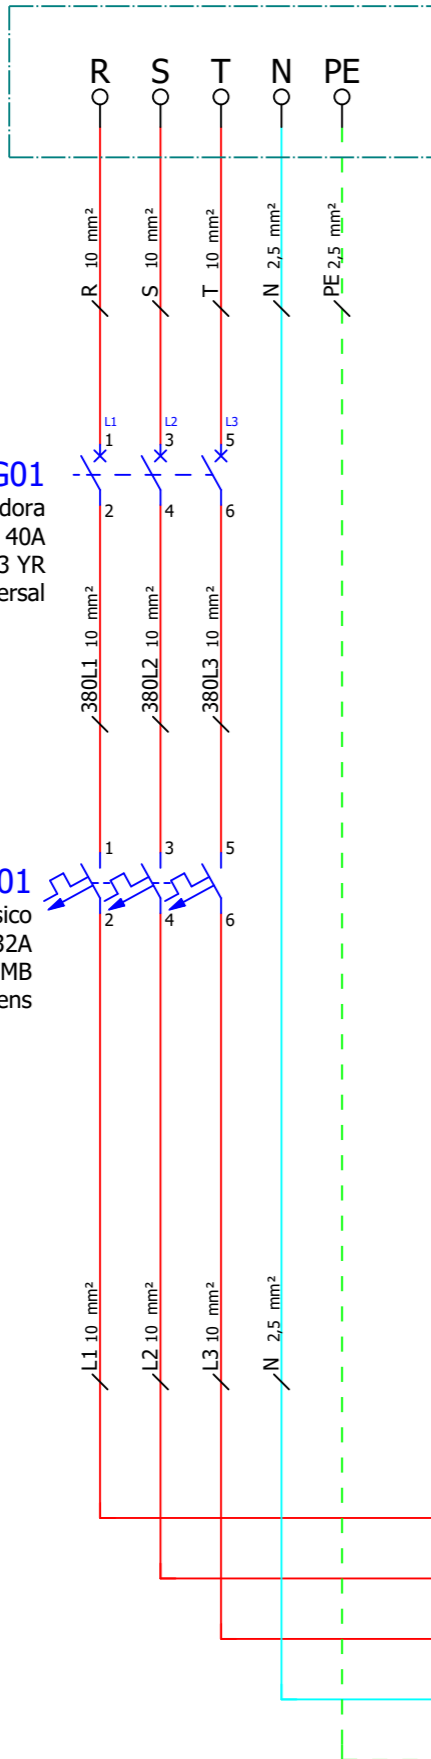 R S T N PE
R 10 mm²
S 10 mm²
T 10 mm²
N 2,5 mm²
PE 2,5 mm²
L1 L2 L3
1 3 5
G01
2 4 6
dora
40A
3 YR
ersal
380L1 10 mm²
380L2 10 mm²
380L3 10 mm²
1 3 5
01
2 4 6
sico
32A
MB
ens
L1 10 mm²
L2 10 mm²
L3 10 mm²
N 2,5 mm²